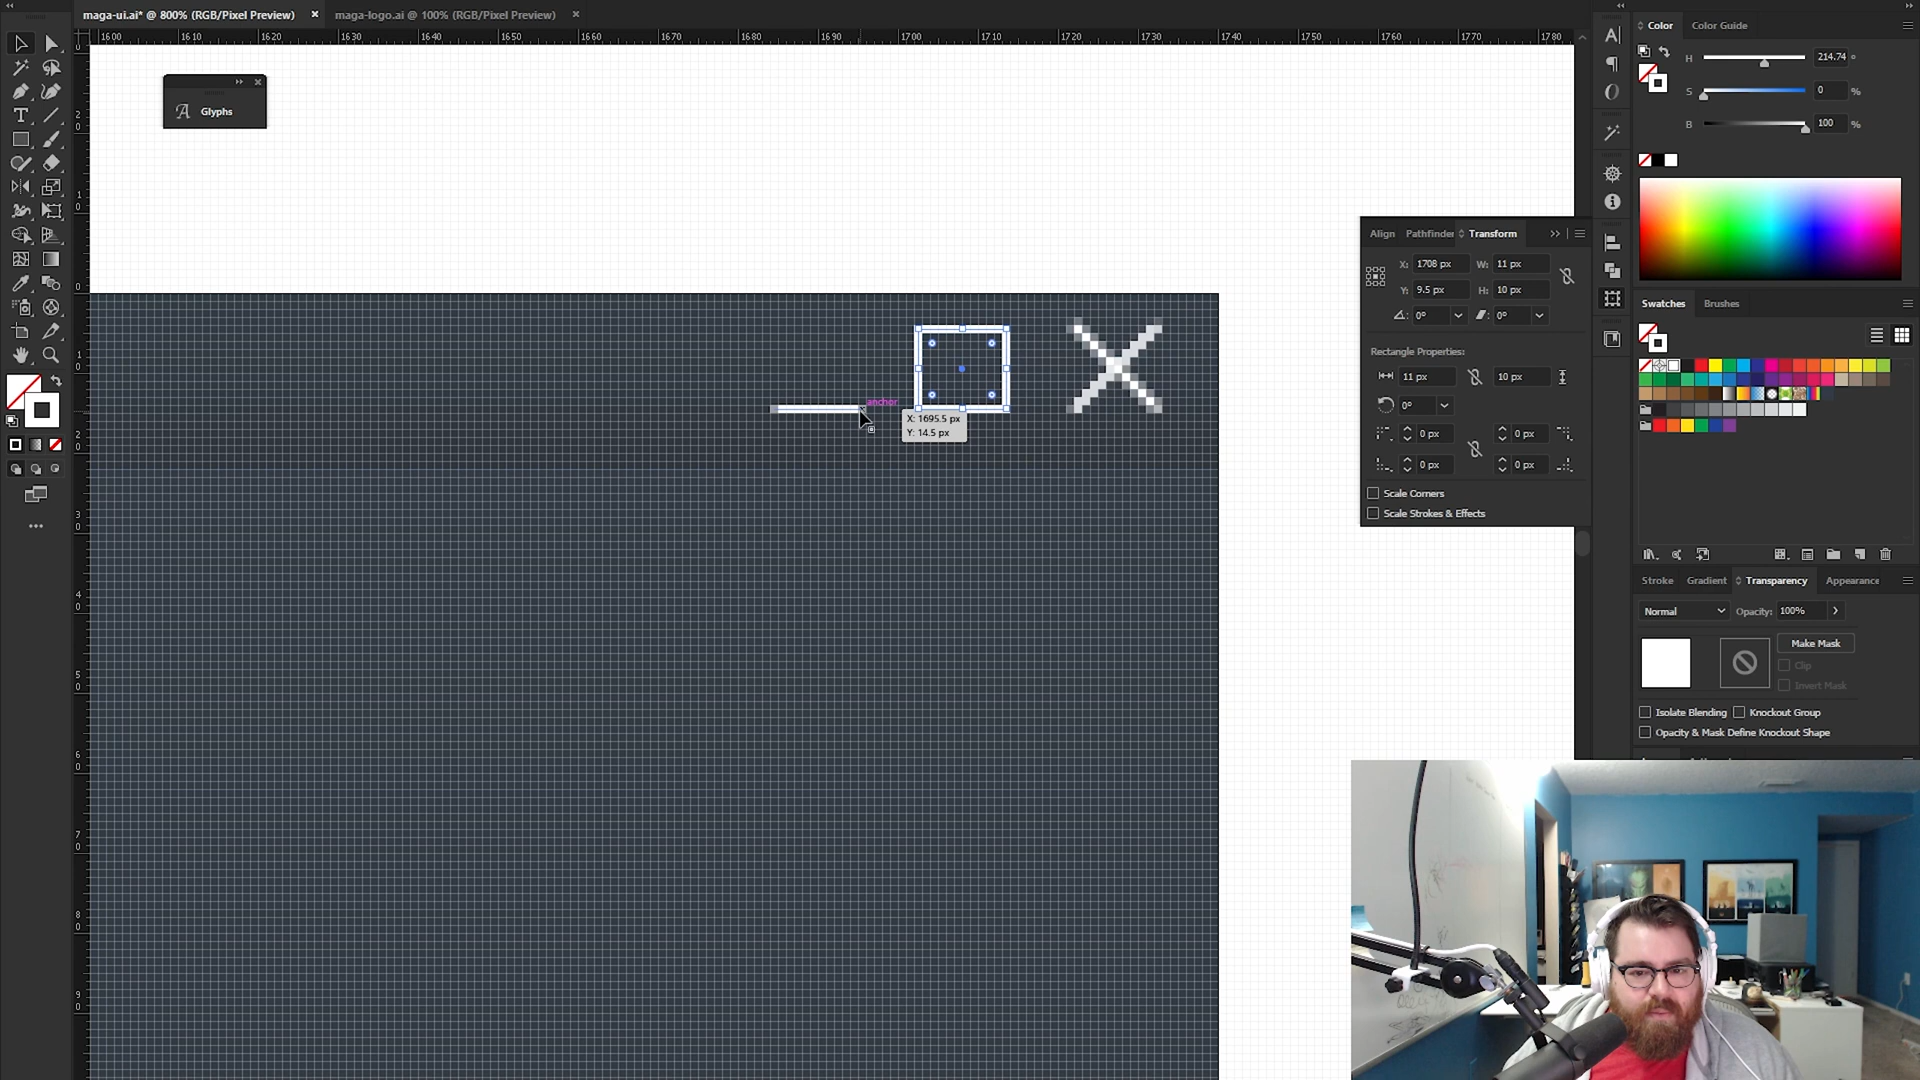 maga-ui.ai* @ 800% (RGB/Pixel Preview)
maga-logo.ai @ 100% (RGB/Pixel Preview)
1600 1610 1620 1630 1640 1650 1660 1670 1680 1690 1700 1710 1720 1730 1740 1750 1760 1770 1780
Glyphs
anchor
X: 1695.5 px
Y: 14.5 px
Align Pathfinder Transform
X: 1708 px W: 11 px
Y: 9.5 px H: 10 px
0° 0°
Rectangle Properties:
11 px 10 px
0°
0 px 0 px
0 px 0 px
Scale Corners
Scale Strokes & Effects
Color Color Guide
H 214.74 °
S 0 %
B 100 %
Swatches Brushes
Stroke Gradient Transparency Appearance
Normal Opacity: 100%
Make Mask
Clip
Invert Mask
Isolate Blending Knockout Group
Opacity & Mask Define Knockout Shape